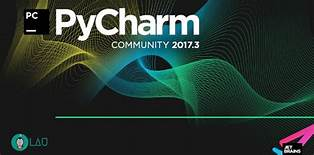 PC
PyCharm
COMMUNITY 2017.3
LAU
JET
BRAINS